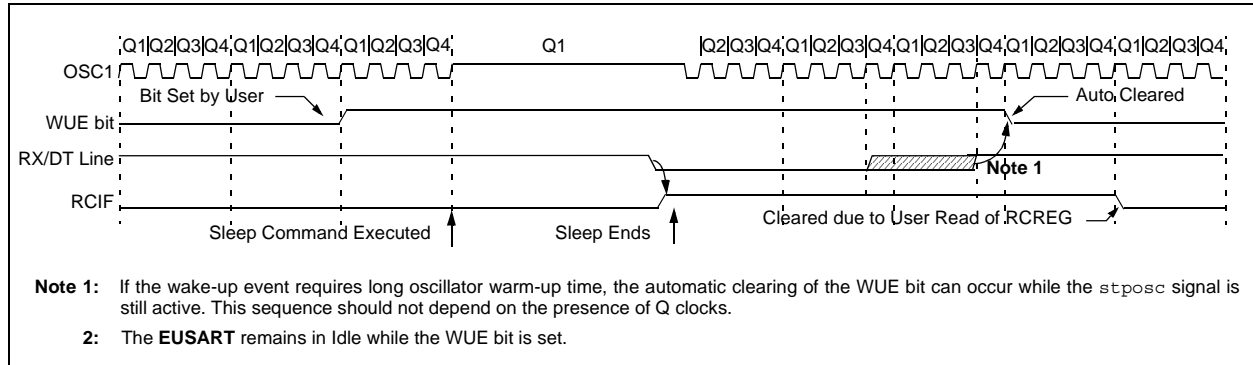 Q1 Q2 Q3 Q4 Q1 Q2 Q3 Q4 Q1 Q2 Q3 Q4 Q1 Q2 Q3 Q4 Q1 Q2 Q3 Q4 Q1 Q2 Q3 Q4 Q1 Q2 Q3 Q4 Q1 Q2 Q3 Q4
OSC1
Bit Set by User
Auto Cleared
WUE bit
RX/DT Line
Note 1
RCIF
Cleared due to User Read of RCREG
Sleep Command Executed
Sleep Ends
Note 1: If the wake-up event requires long oscillator warm-up time, the automatic clearing of the WUE bit can occur while the stposc signal is
still active. This sequence should not depend on the presence of Q clocks.
2: The EUSART remains in Idle while the WUE bit is set.